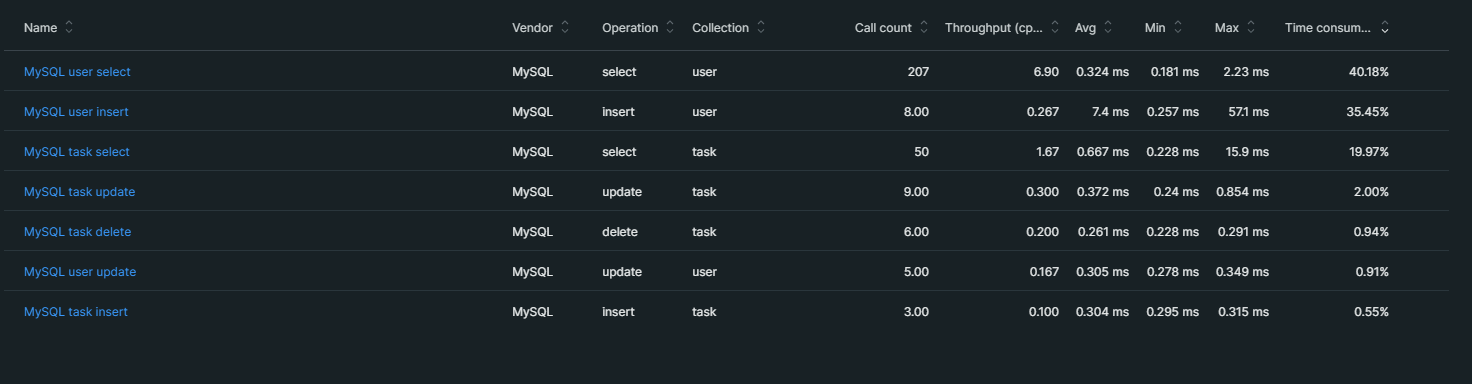 Name Vendor Operation Collection Call count Throughput (cp... Avg Min Max Time consum...
MySQL user select MySQL select user 207 6.90 0.324 ms 0.181 ms 2.23 ms 40.18%
MySQL user insert MySQL insert user 8.00 0.267 7.4 ms 0.257 ms 57.1 ms 35.45%
MySQL task select MySQL select task 50 1.67 0.667 ms 0.228 ms 15.9 ms 19.97%
MySQL task update MySQL update task 9.00 0.300 0.372 ms 0.24 ms 0.854 ms 2.00%
MySQL task delete MySQL delete task 6.00 0.200 0.261 ms 0.228 ms 0.291 ms 0.94%
MySQL user update MySQL update user 5.00 0.167 0.305 ms 0.278 ms 0.349 ms 0.91%
MySQL task insert MySQL insert task 3.00 0.100 0.304 ms 0.295 ms 0.315 ms 0.55%